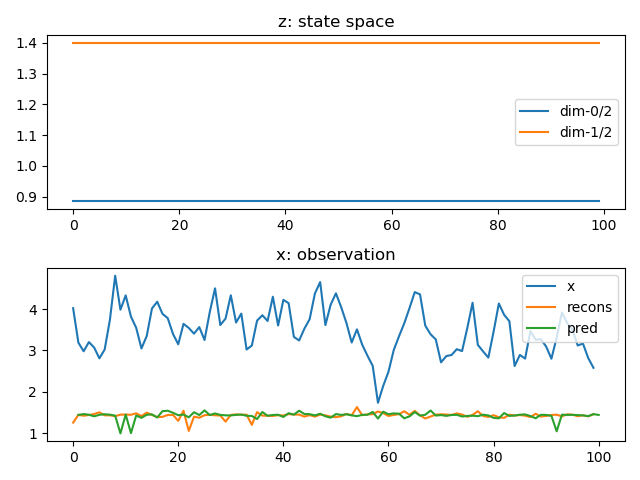 z: state space
1.4
1.3
1.2
1.1
1.0
0.9
dim-0/2
dim-1/2
0 20 40 60 80 100
x: observation
4
3
2
1
x
recons
pred
0 20 40 60 80 100